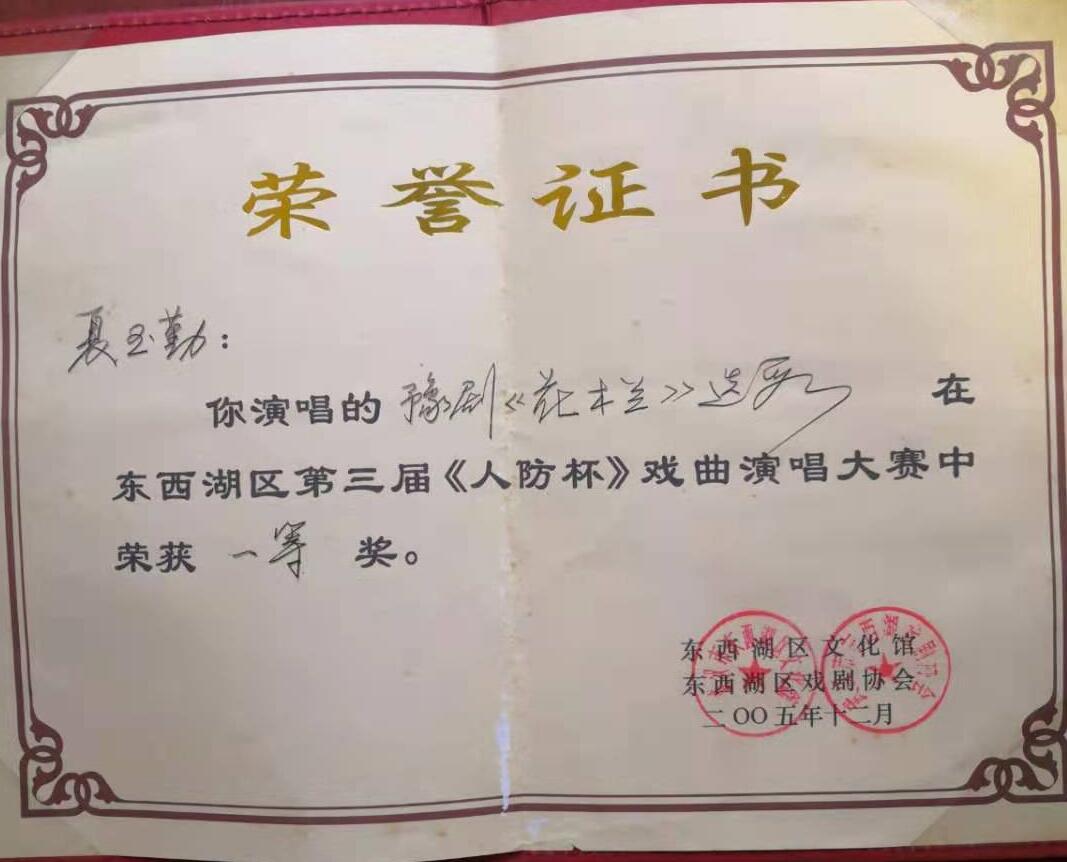 荣誉证书
夏玉勤：
你演唱的 豫剧《花木兰》选段 在
东西湖区第三届《人防杯》戏曲演唱大赛中
荣获 一等 奖。
东西湖区文化馆
东西湖区戏剧协会
二〇〇五年十二月